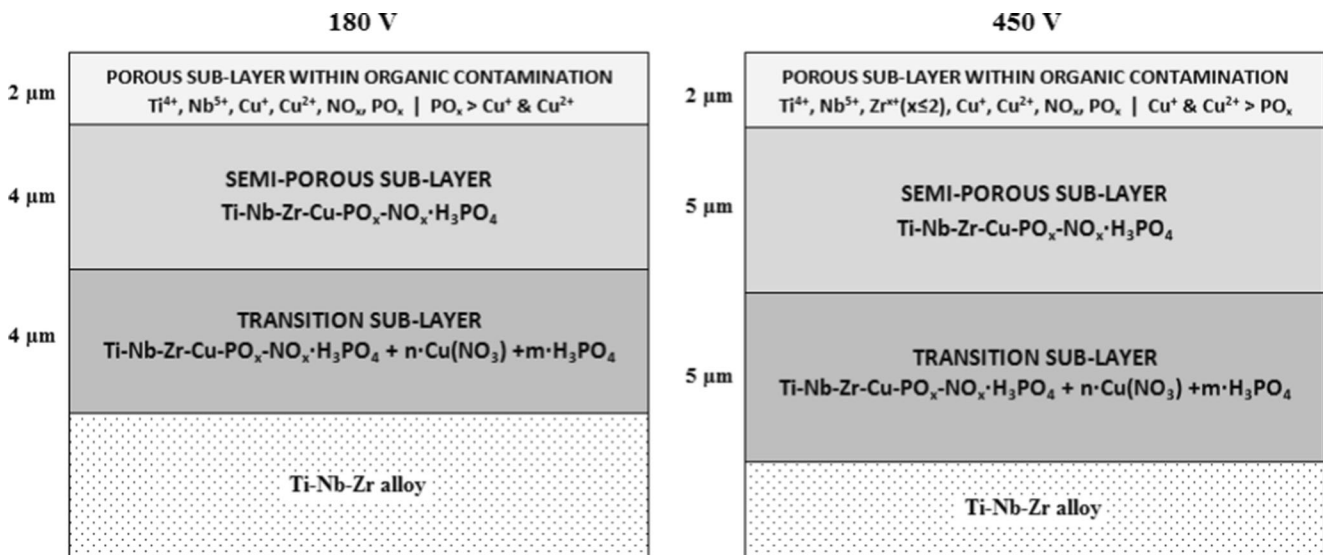 180 V
2 µm
POROUS SUB-LAYER WITHIN ORGANIC CONTAMINATION
Ti⁴⁺, Nb⁵⁺, Cu⁺, Cu²⁺, NOₓ, POₓ | POₓ > Cu⁺ & Cu²⁺
4 µm
SEMI-POROUS SUB-LAYER
Ti-Nb-Zr-Cu-POₓ-NOₓ·H₃PO₄
4 µm
TRANSITION SUB-LAYER
Ti-Nb-Zr-Cu-POₓ-NOₓ·H₃PO₄ + n·Cu(NO₃) +m·H₃PO₄
Ti-Nb-Zr alloy
450 V
2 µm
POROUS SUB-LAYER WITHIN ORGANIC CONTAMINATION
Ti⁴⁺, Nb⁵⁺, Zrˣ⁺(x≤2), Cu⁺, Cu²⁺, NOₓ, POₓ | Cu⁺ & Cu²⁺ > POₓ
5 µm
SEMI-POROUS SUB-LAYER
Ti-Nb-Zr-Cu-POₓ-NOₓ·H₃PO₄
5 µm
TRANSITION SUB-LAYER
Ti-Nb-Zr-Cu-POₓ-NOₓ·H₃PO₄ + n·Cu(NO₃) +m·H₃PO₄
Ti-Nb-Zr alloy